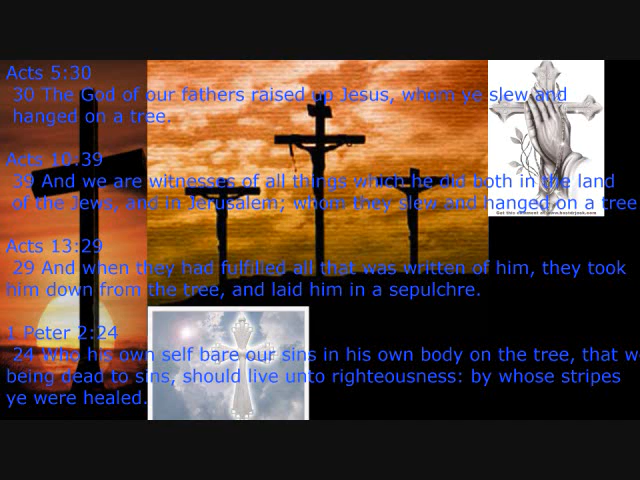 Acts 5:30
30 The God of our fathers raised up Jesus, whom ye slew and
hanged on a tree.
Acts 10:39
39 And we are witnesses of all things which he did both in the land
of the Jews, and in Jerusalem; whom they slew and hanged on a tree
Acts 13:29
29 And when they had fulfilled all that was written of him, they took
him down from the tree, and laid him in a sepulchre.
1 Peter 2:24
24 Who his own self bare our sins in his own body on the tree, that w
being dead to sins, should live unto righteousness: by whose stripes
ye were healed.